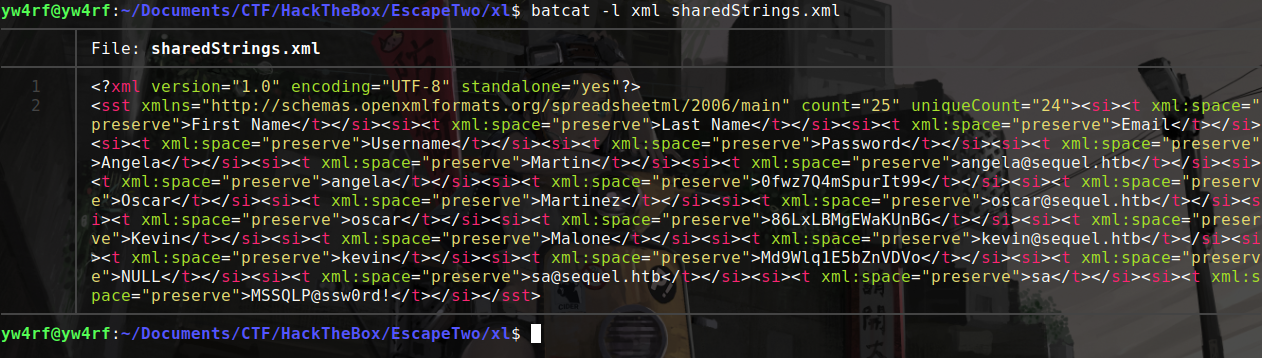 yw4rf@yw4rf:~/Documents/CTF/HackTheBox/EscapeTwo/xl$ batcat -l xml sharedStrings.xml
File: sharedStrings.xml
1 <?xml version="1.0" encoding="UTF-8" standalone="yes"?>
2 <sst xmlns="http://schemas.openxmlformats.org/spreadsheetml/2006/main" count="25" uniqueCount="24"><si><t xml:space="
preserve">First Name</t></si><si><t xml:space="preserve">Last Name</t></si><si><t xml:space="preserve">Email</t></si>
<si><t xml:space="preserve">Username</t></si><si><t xml:space="preserve">Password</t></si><si><t xml:space="preserve"
>Angela</t></si><si><t xml:space="preserve">Martin</t></si><si><t xml:space="preserve">angela@sequel.htb</t></si><si>
<t xml:space="preserve">angela</t></si><si><t xml:space="preserve">0fwz7Q4mSpurIt99</t></si><si><t xml:space="preserv
e">Oscar</t></si><si><t xml:space="preserve">Martinez</t></si><si><t xml:space="preserve">oscar@sequel.htb</t></si><s
i><t xml:space="preserve">oscar</t></si><si><t xml:space="preserve">86LxLBMgEWaKUnBG</t></si><si><t xml:space="preser
ve">Kevin</t></si><si><t xml:space="preserve">Malone</t></si><si><t xml:space="preserve">kevin@sequel.htb</t></si><si
><t xml:space="preserve">kevin</t></si><si><t xml:space="preserve">Md9Wlq1E5bZnVDVo</t></si><si><t xml:space="preserv
e">NULL</t></si><si><t xml:space="preserve">sa@sequel.htb</t></si><si><t xml:space="preserve">sa</t></si><si><t xml:s
pace="preserve">MSSQLP@ssw0rd!</t></si></sst>
yw4rf@yw4rf:~/Documents/CTF/HackTheBox/EscapeTwo/xl$